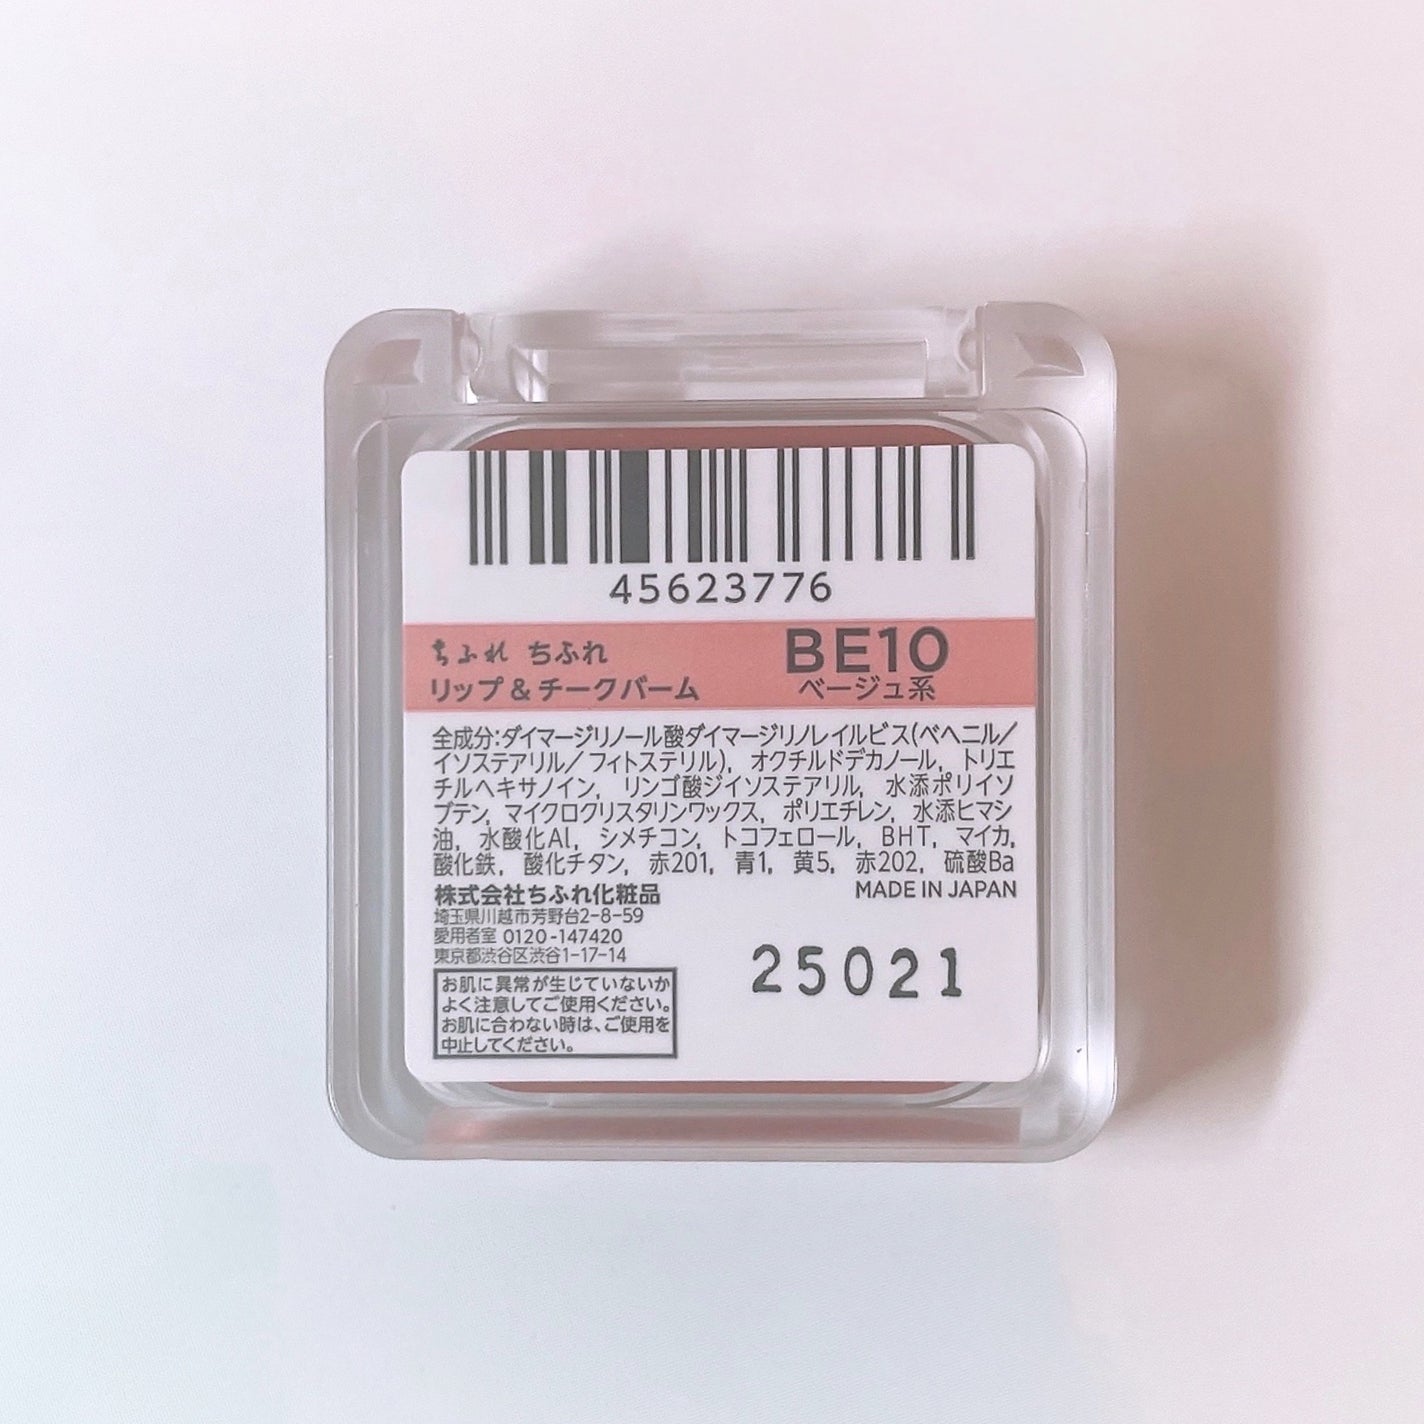 45623776
ちふれ ちふれ
BE10
リップ&チークバーム
ベージュ系
全成分:ダイマージリノール酸ダイマージリノレイルビス(ベヘニル/
イソステアリル/フィトステリル), オクチルドデカノール, トリエ
チルヘキサノイン, リンゴ酸ジイソステアリル, 水添ポリイソ
ブテン, マイクロクリスタリンワックス, ポリエチレン, 水添ヒマシ
油, 水酸化Al, シメチコン, トコフェロール, BHT, マイカ,
酸化鉄, 酸化チタン, 赤201, 青1, 黄5, 赤202, 硫酸Ba
株式会社ちふれ化粧品
MADE IN JAPAN
埼玉県川越市芳野台2-8-59
愛用者室 0120-147420
東京都渋谷区渋谷1-17-14
25021
お肌に異常が生じていないか
よく注意してご使用ください。
お肌に合わない時は、ご使用を
中止してください。